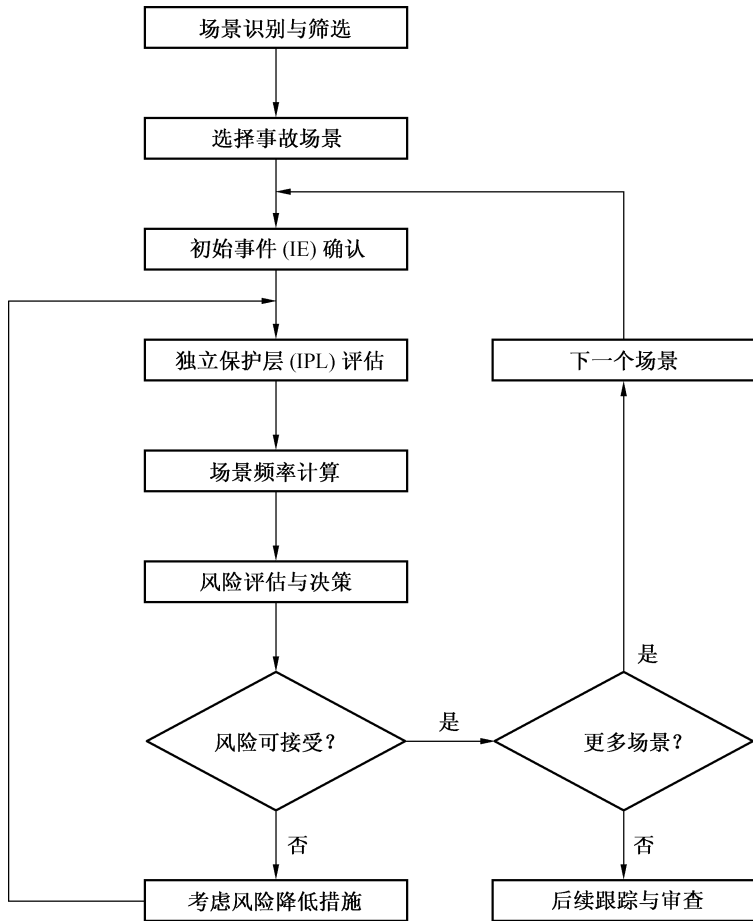 场景识别与筛选
选择事故场景
初始事件 (IE) 确认
独立保护层 (IPL) 评估
下一个场景
场景频率计算
风险评估与决策
是
风险可接受？
是
更多场景？
否
否
考虑风险降低措施
后续跟踪与审查